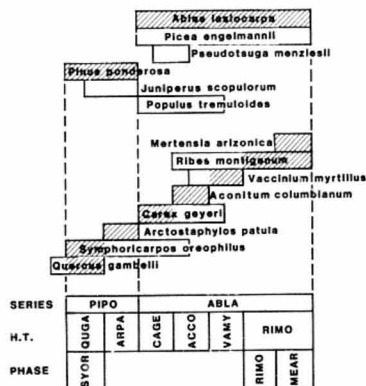 Abise lasiocarpa
Picea engelmannii
Pseudotsuga menziesii
Pinus ponderosa
Juniperus scopulorum
Populus tremuloides
Mertensia arizonica
Ribes montigenum
Vaccinium myrtillus
Aconitum columbianum
Carex geyeri
Arctostaphylos patula
Symphoricarpos oreophilus
Quercus gambelii
SERIES PIPO ABLA
H.T. QUGA ARPA CAGE ACCO VAMY RIMO
PHASE SYOR RIMO MEAR